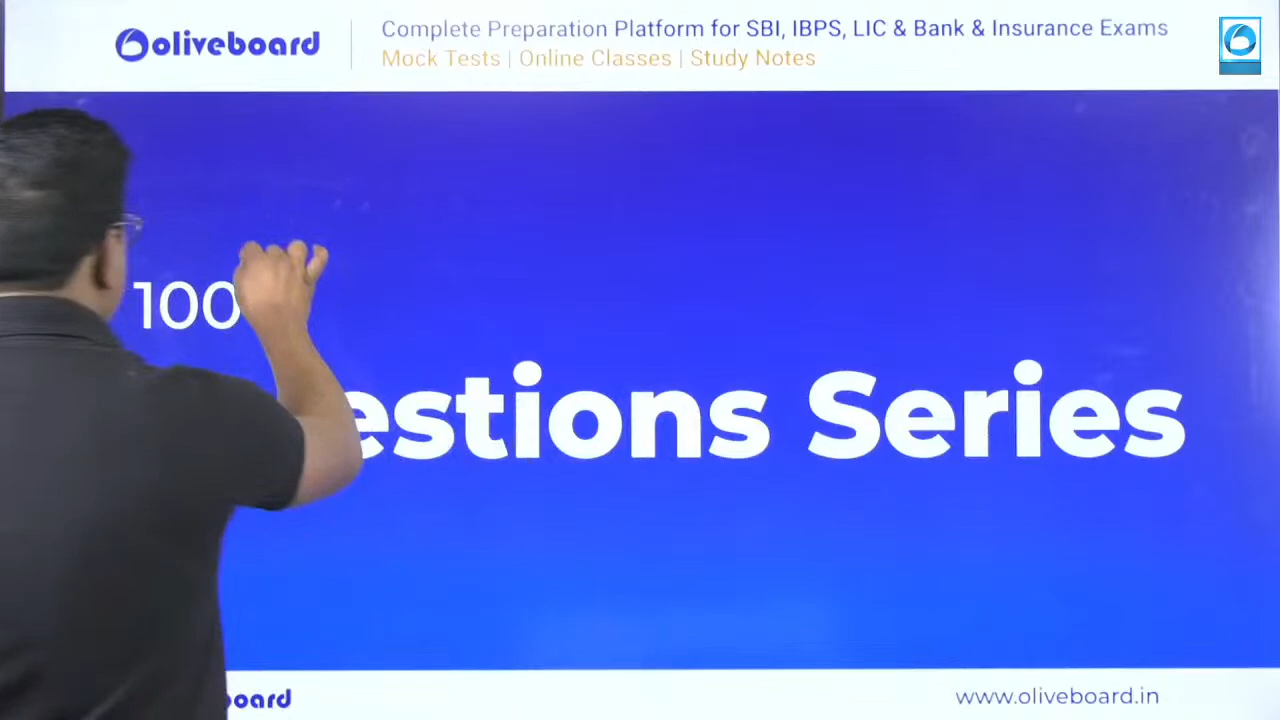 oliveboard
Complete Preparation Platform for SBI, IBPS, LIC & Bank & Insurance Exams
Mock Tests | Online Classes | Study Notes
100
estions Series
board
www.oliveboard.in